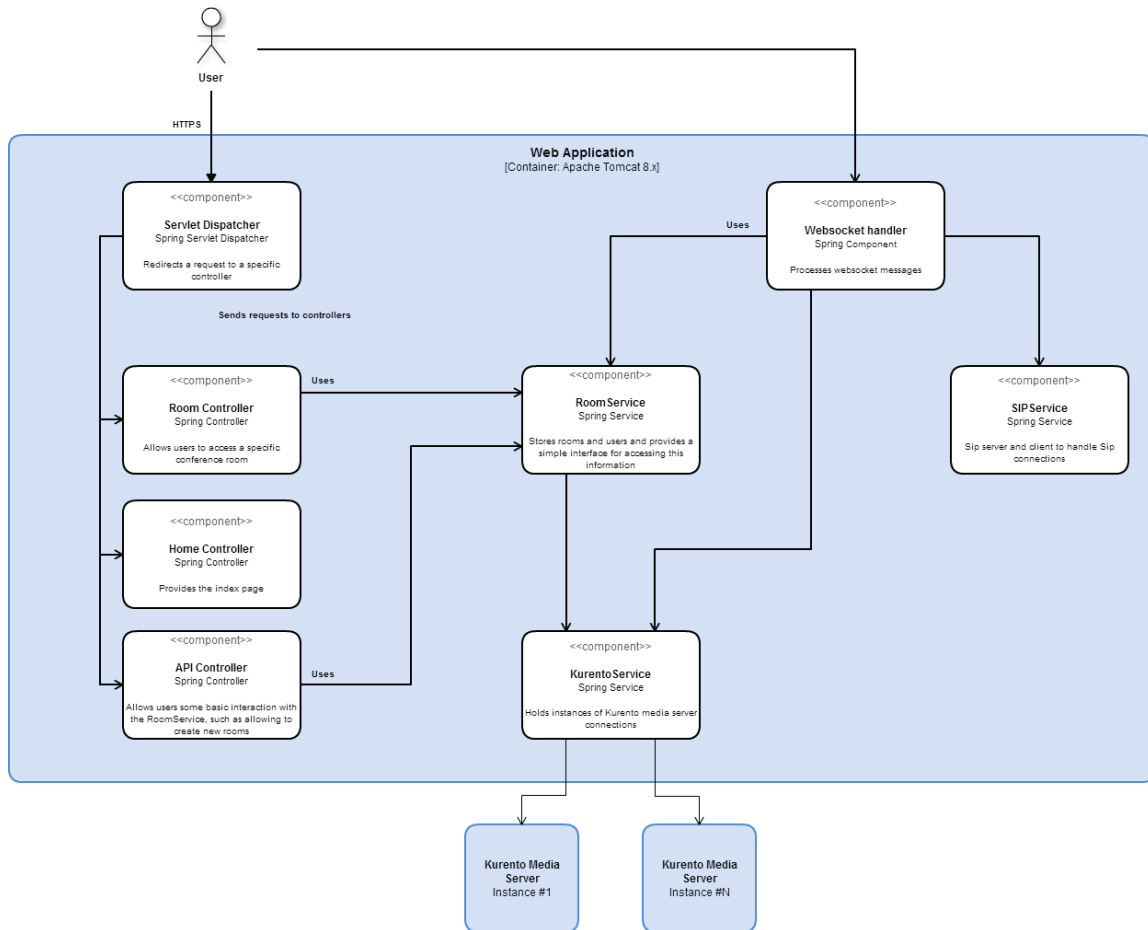 User
HTTPS
Web Application
[Container: Apache Tomcat 8.x]
<<component>>
Servlet Dispatcher
Spring Servlet Dispatcher
Redirects a request to a specific
controller
<<component>>
Websocket handler
Spring Component
Processes websocket messages
Uses
Sends requests to controllers
<<component>>
Room Controller
Spring Controller
Allows users to access a specific
conference room
Uses
<<component>>
RoomService
Spring Service
Stores rooms and users and provides a
simple interface for accessing this
information
<<component>>
SIPService
Spring Service
Sip server and client to handle Sip
connections
<<component>>
Home Controller
Spring Controller
Provides the index page
<<component>>
API Controller
Spring Controller
Allows users some basic interaction with
the RoomService, such as allowing to
create new rooms
Uses
<<component>>
KurentoService
Spring Service
Holds instances of Kurento media server
connections
Kurento Media
Server
Instance #1
Kurento Media
Server
Instance #N